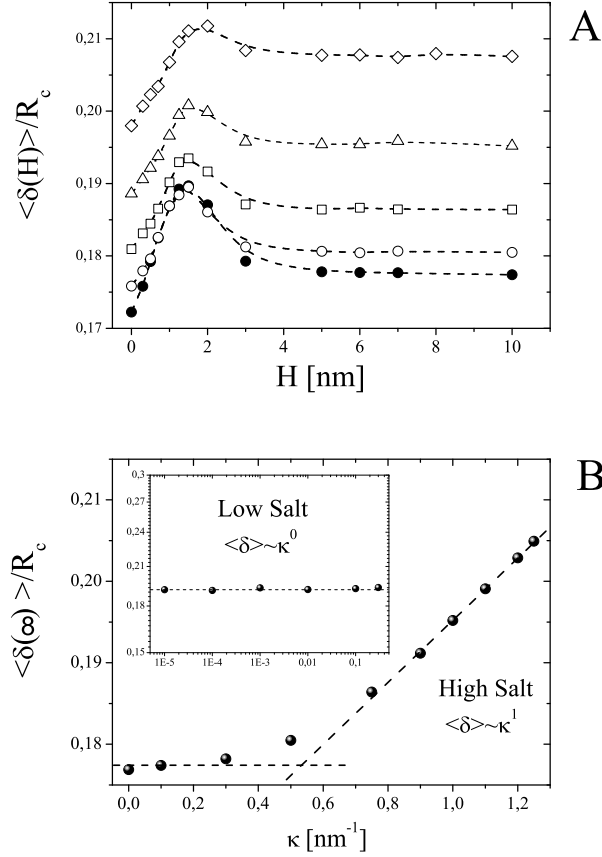 A
<δ(H)>/R_c
0,21
0,20
0,19
0,18
0,17
0 2 4 6 8 10
H [nm]
B
<δ(∞) >/R_c
0,21
0,20
0,19
0,18
0,3
0,27
0,24
0,21
0,18
0,15
Low Salt
<δ>~κ^0
1E-5 1E-4 1E-3 0,01 0,1
High Salt
<δ>~κ^1
0,0 0,2 0,4 0,6 0,8 1,0 1,2
κ [nm^-1]